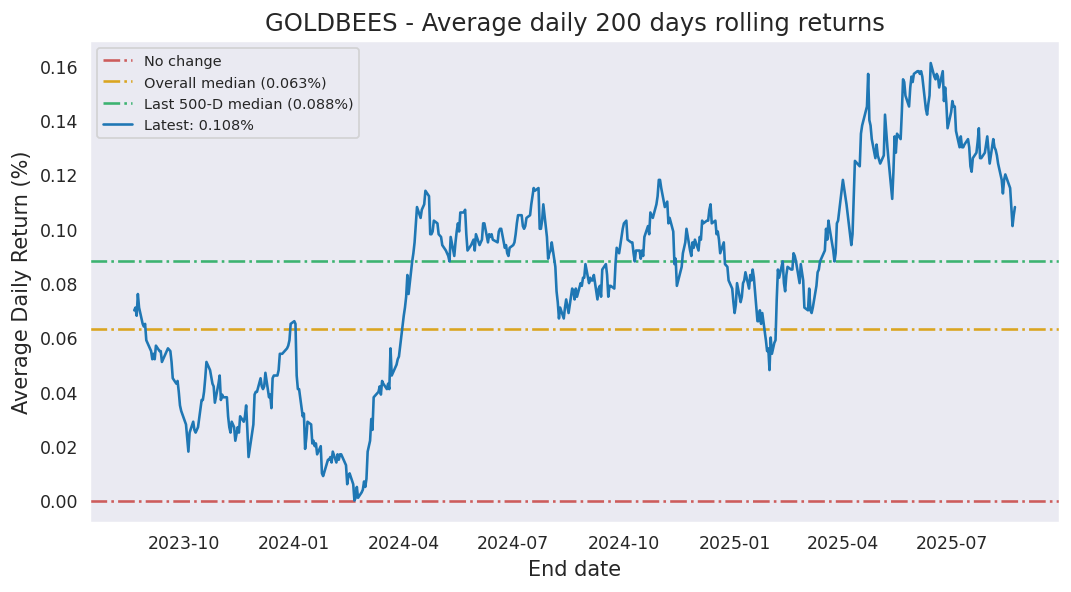 GOLDBEES - Average daily 200 days rolling returns
No change
Overall median (0.063%)
Last 500-D median (0.088%)
Latest: 0.108%
Average Daily Return (%)
0.16
0.14
0.12
0.10
0.08
0.06
0.04
0.02
0.00
2023-10 2024-01 2024-04 2024-07 2024-10 2025-01 2025-04 2025-07
End date